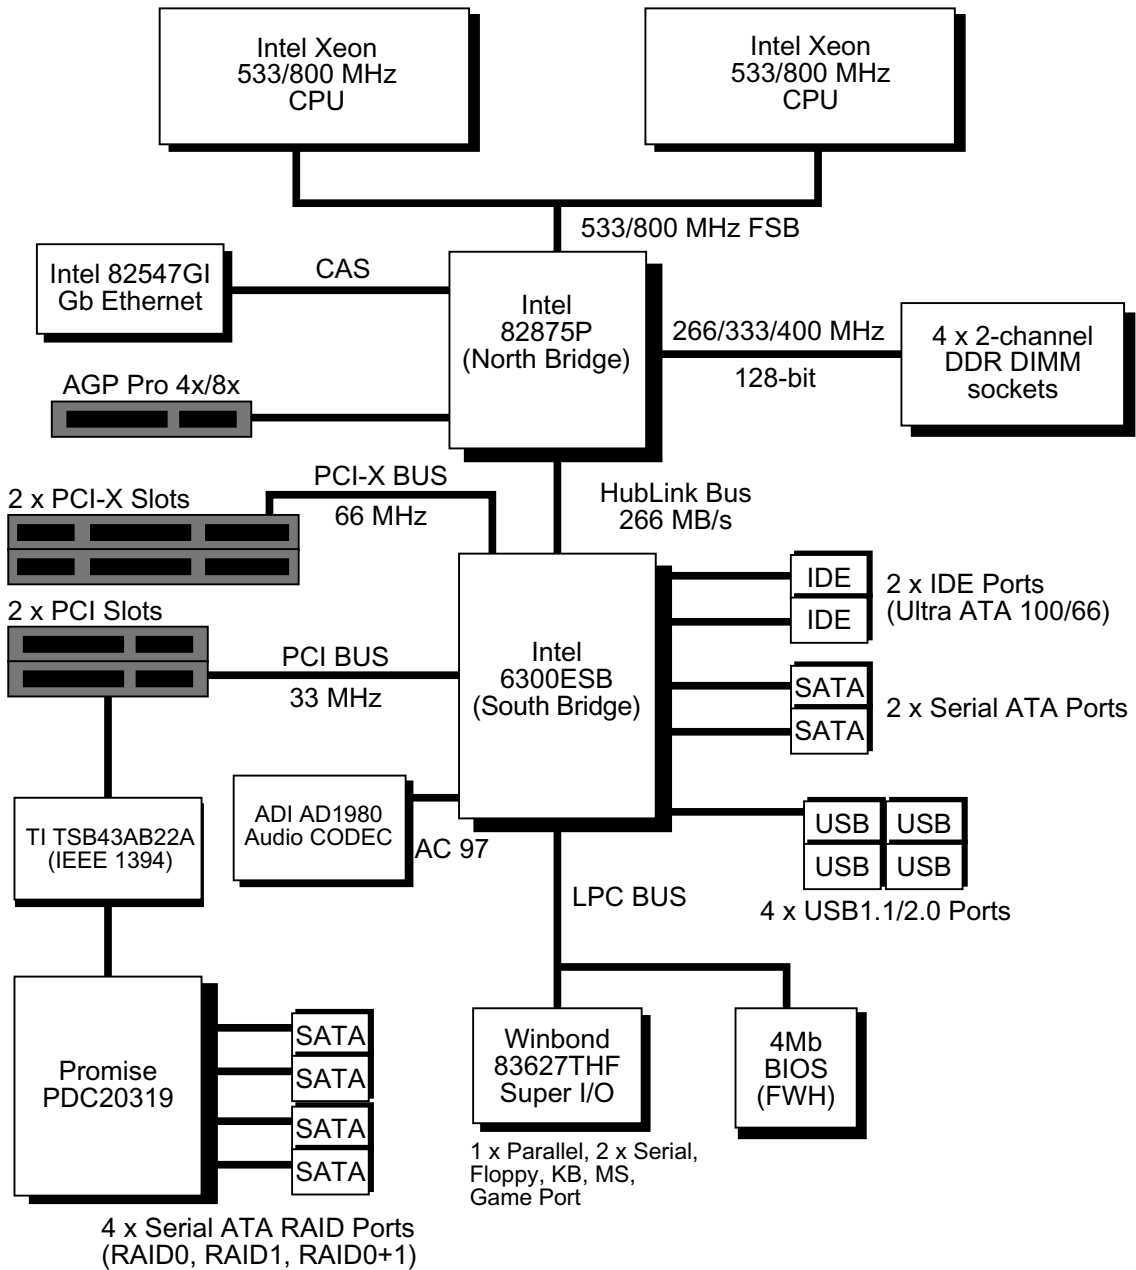 Intel Xeon
533/800 MHz
CPU
Intel Xeon
533/800 MHz
CPU
533/800 MHz FSB
Intel 82547GI
Gb Ethernet
CAS
Intel
82875P
(North Bridge)
266/333/400 MHz
128-bit
4 x 2-channel
DDR DIMM
sockets
AGP Pro 4x/8x
PCI-X BUS
66 MHz
HubLink Bus
266 MB/s
2 x PCI-X Slots
IDE
IDE
2 x IDE Ports
(Ultra ATA 100/66)
2 x PCI Slots
PCI BUS
33 MHz
Intel
6300ESB
(South Bridge)
SATA
SATA
2 x Serial ATA Ports
TI TSB43AB22A
(IEEE 1394)
ADI AD1980
Audio CODEC
AC 97
USB
USB
USB
USB
4 x USB1.1/2.0 Ports
LPC BUS
Promise
PDC20319
SATA
SATA
SATA
SATA
4 x Serial ATA RAID Ports
(RAID0, RAID1, RAID0+1)
Winbond
83627THF
Super I/O
1 x Parallel, 2 x Serial,
Floppy, KB, MS,
Game Port
4Mb
BIOS
(FWH)